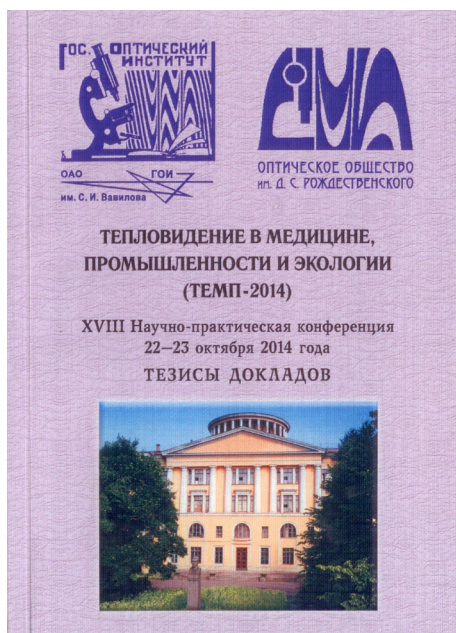 ГОС. ОПТИЧЕСКИЙ
ИНСТИТУТ
ОАО ГОИ
им. С. И. Вавилова
ОПТИЧЕСКОЕ ОБЩЕСТВО
ИМ. Д. С. РОЖДЕСТВЕНСКОГО
ТЕПЛОВИДЕНИЕ В МЕДИЦИНЕ,
ПРОМЫШЛЕННОСТИ И ЭКОЛОГИИ
(ТЕМП-2014)
XVIII Научно-практическая конференция
22—23 октября 2014 года
ТЕЗИСЫ ДОКЛАДОВ